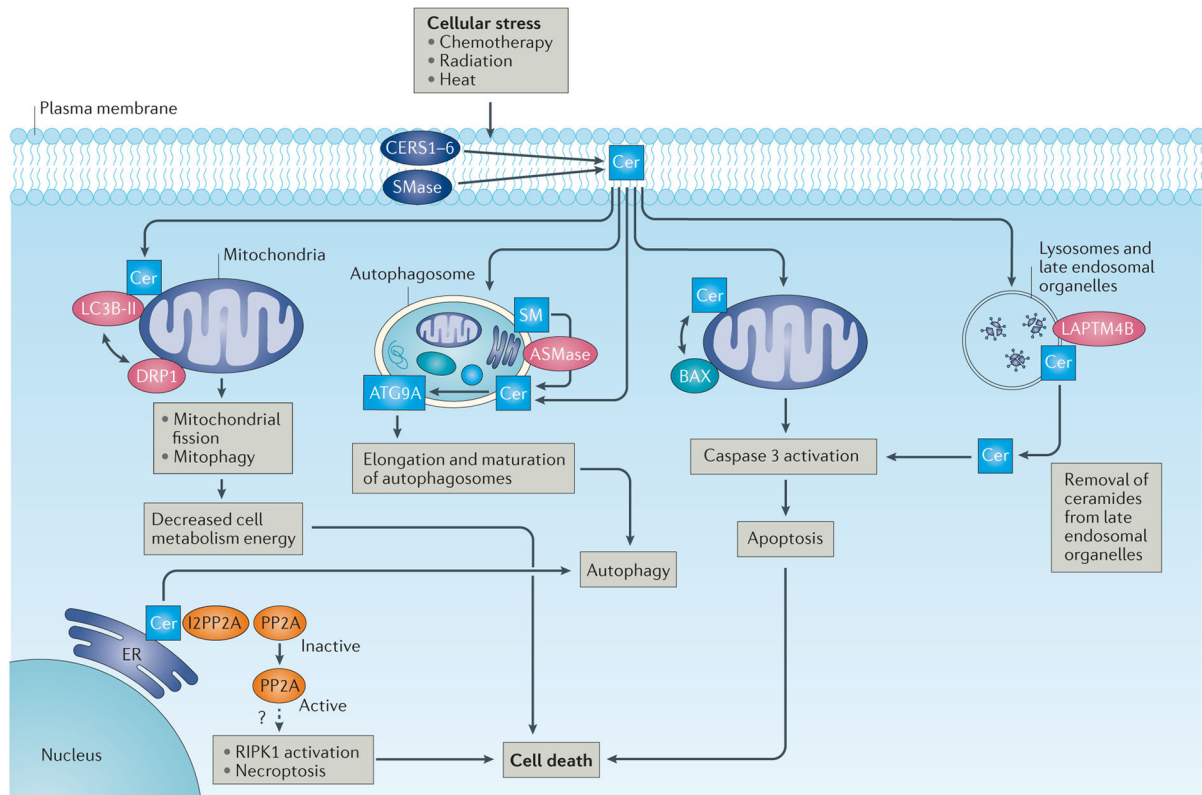 Cellular stress
• Chemotherapy
• Radiation
• Heat
Plasma membrane
CERS1–6
SMase
Cer
Cer
Mitochondria
LC3B-II
DRP1
• Mitochondrial
fission
• Mitophagy
Decreased cell
metabolism energy
Autophagosome
SM
ASMase
ATG9A
Cer
Elongation and maturation
of autophagosomes
Autophagy
Cer
BAX
Caspase 3 activation
Apoptosis
Lysosomes and
late endosomal
organelles
LAPTM4B
Cer
Cer
Removal of
ceramides
from late
endosomal
organelles
Cer
I2PP2A
PP2A
Inactive
ER
PP2A
Active
?
• RIPK1 activation
• Necroptosis
Cell death
Nucleus